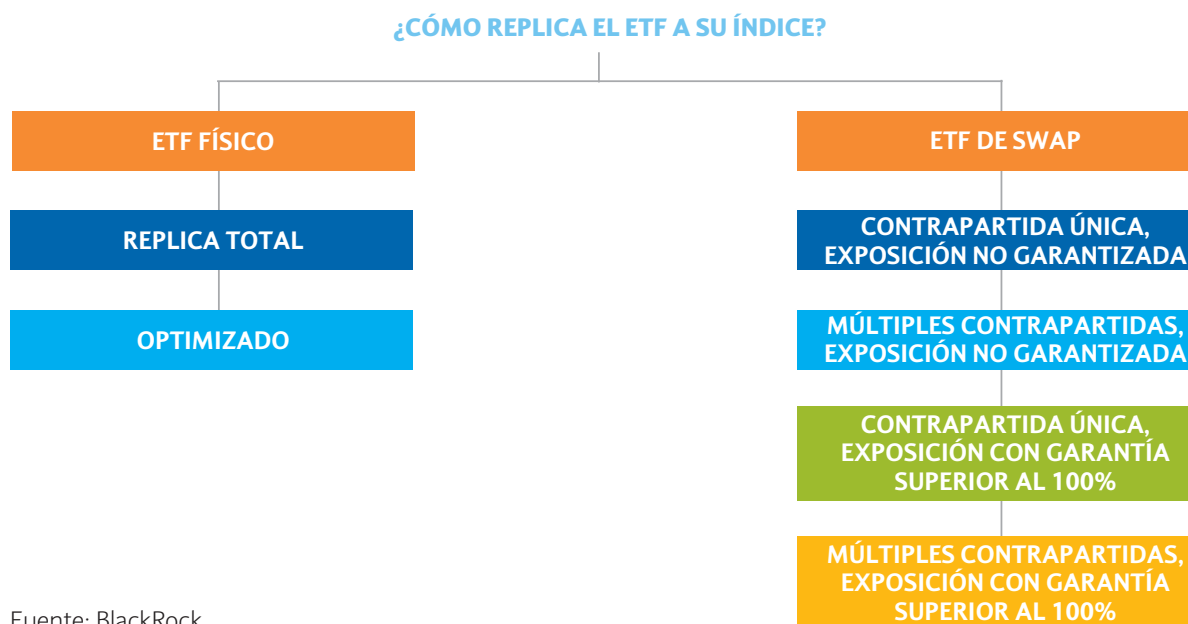 ¿CÓMO REPLICA EL ETF A SU ÍNDICE?
ETF FÍSICO
REPLICA TOTAL
OPTIMIZADO
ETF DE SWAP
CONTRAPARTIDA ÚNICA,
EXPOSICIÓN NO GARANTIZADA
MÚLTIPLES CONTRAPARTIDAS,
EXPOSICIÓN NO GARANTIZADA
CONTRAPARTIDA ÚNICA,
EXPOSICIÓN CON GARANTÍA
SUPERIOR AL 100%
MÚLTIPLES CONTRAPARTIDAS,
EXPOSICIÓN CON GARANTÍA
SUPERIOR AL 100%
Fuente: BlackRock